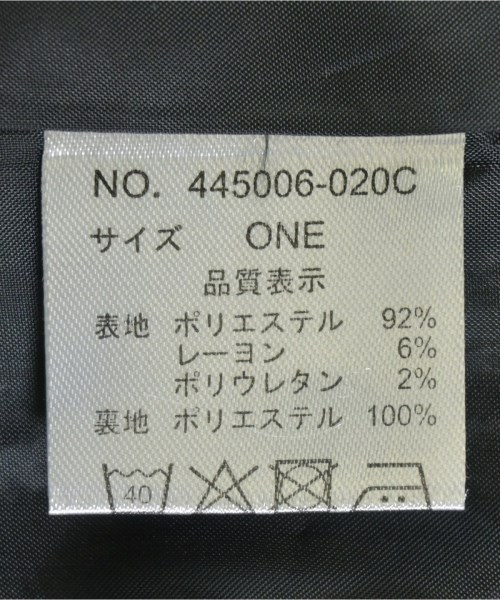 NO. 445006-020C
サイズ ONE
品質表示
表地 ポリエステル 92%
レーヨン 6%
ポリウレタン 2%
裏地 ポリエステル 100%
40